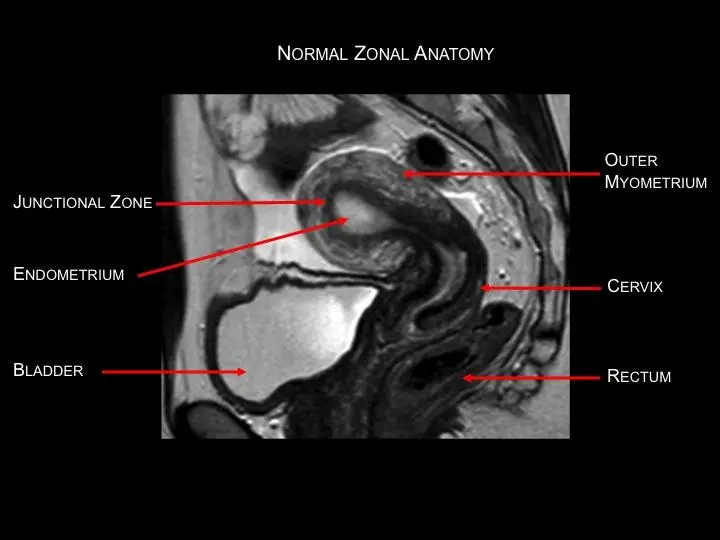 Normal Zonal Anatomy
Outer
Myometrium
Junctional Zone
Endometrium
Cervix
Bladder
Rectum